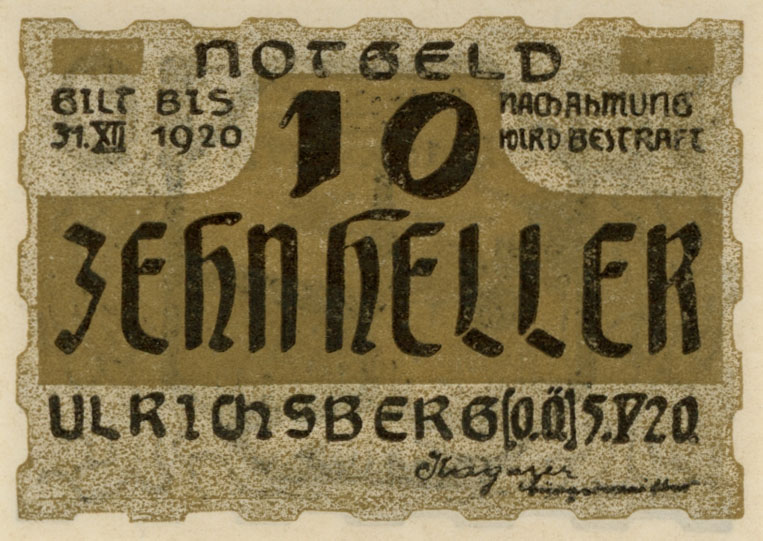 NOTGELD
GILT BIS
31.XII 1920
10
NACHAHMUNG
WIRD BESTRAFT
ZEHN HELLER
ULRICHSBERG [O.Ö] 5.V.20.